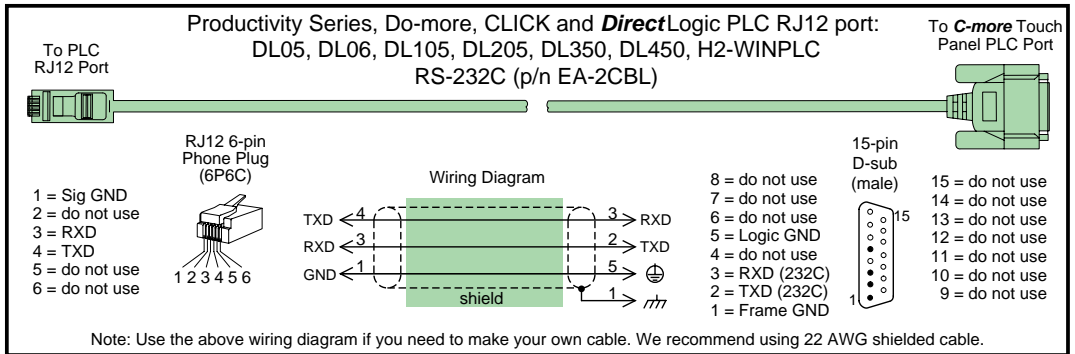 Productivity Series, Do-more, CLICK and DirectLogic PLC RJ12 port:
DL05, DL06, DL105, DL205, DL350, DL450, H2-WINPLC
RS-232C (p/n EA-2CBL)
To PLC
RJ12 Port
To C-more Touch
Panel PLC Port
RJ12 6-pin
Phone Plug
(6P6C)
1 = Sig GND
2 = do not use
3 = RXD
4 = TXD
5 = do not use
6 = do not use
1 2 3 4 5 6
Wiring Diagram
TXD 4 3 RXD
RXD 3 2 TXD
GND 1 5
shield
1
8 = do not use
7 = do not use
6 = do not use
5 = Logic GND
4 = do not use
3 = RXD (232C)
2 = TXD (232C)
1 = Frame GND
15-pin
D-sub
(male)
15
1
15 = do not use
14 = do not use
13 = do not use
12 = do not use
11 = do not use
10 = do not use
9 = do not use
Note: Use the above wiring diagram if you need to make your own cable. We recommend using 22 AWG shielded cable.